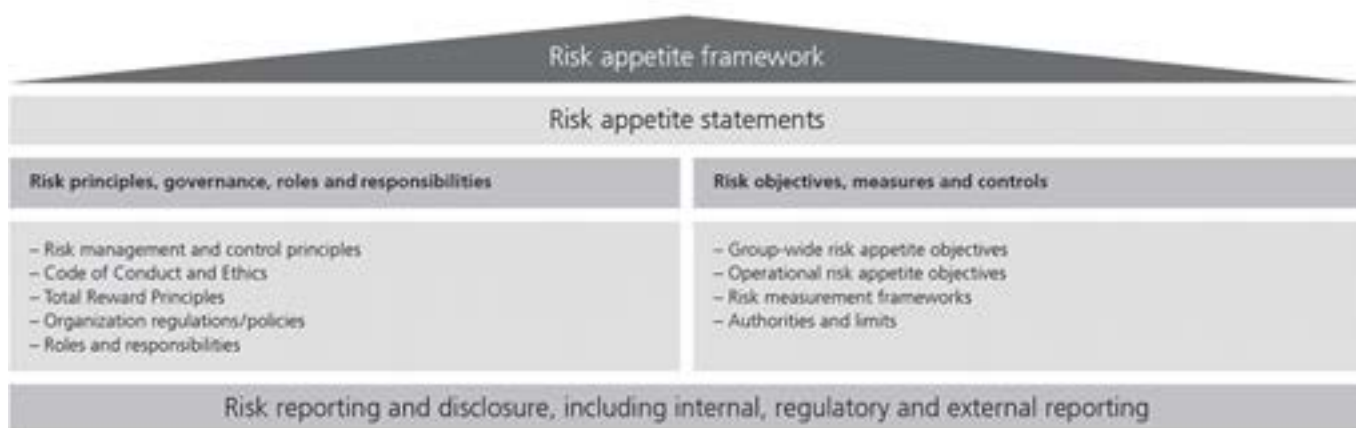 Risk appetite framework
Risk appetite statements
Risk principles, governance, roles and responsibilities
– Risk management and control principles
– Code of Conduct and Ethics
– Total Reward Principles
– Organization regulations/policies
– Roles and responsibilities
Risk objectives, measures and controls
– Group-wide risk appetite objectives
– Operational risk appetite objectives
– Risk measurement frameworks
– Authorities and limits
Risk reporting and disclosure, including internal, regulatory and external reporting